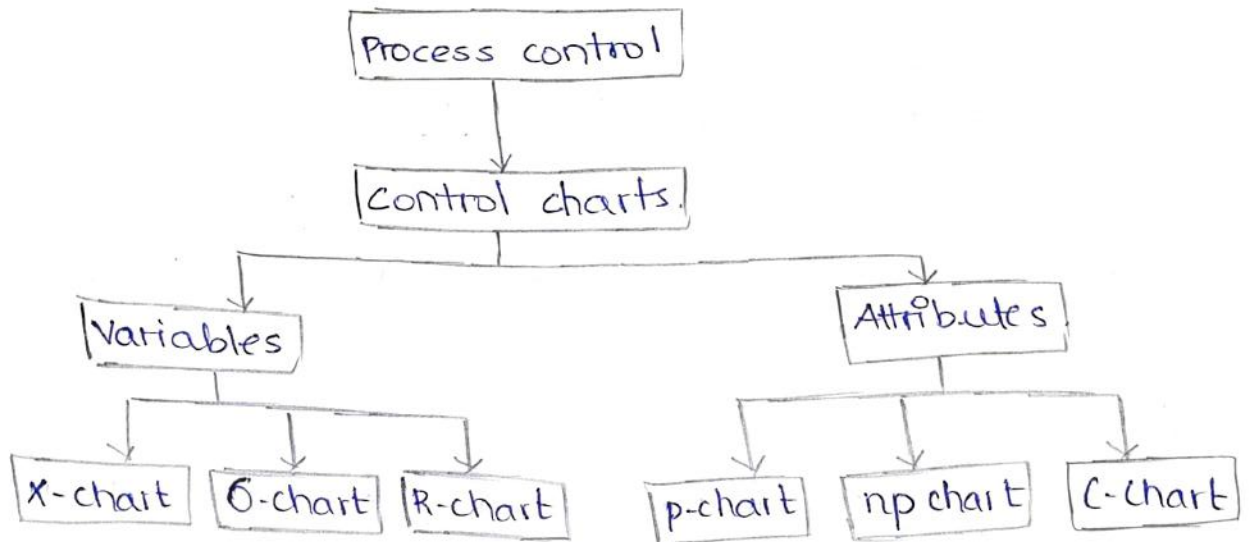 Process control
Control charts.
Variables
Attributes
X-chart
σ-chart
R-chart
p-chart
np chart
C-chart